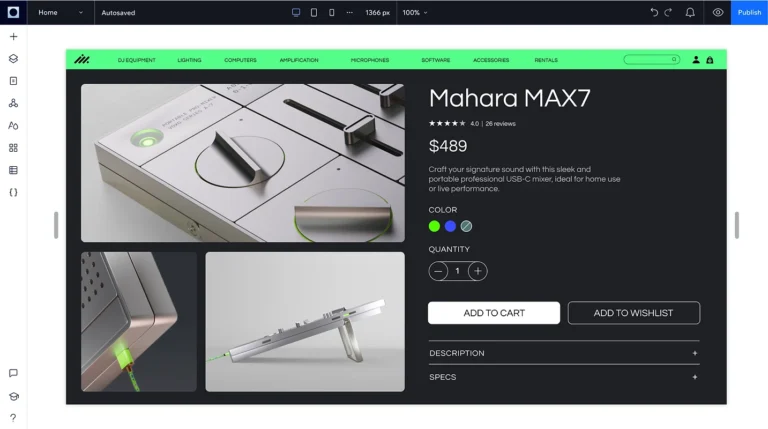 Home
Autosaved
1366 px
100%
Publish
DJ EQUIPMENT
LIGHTING
COMPUTERS
AMPLIFICATION
MICROPHONES
SOFTWARE
ACCESSORIES
RENTALS
Mahara MAX7
4.0 | 26 reviews
$489
Craft your signature sound with this sleek and
portable professional USB-C mixer, ideal for home use
or live performance.
COLOR
QUANTITY
1
ADD TO CART
ADD TO WISHLIST
DESCRIPTION
SPECS